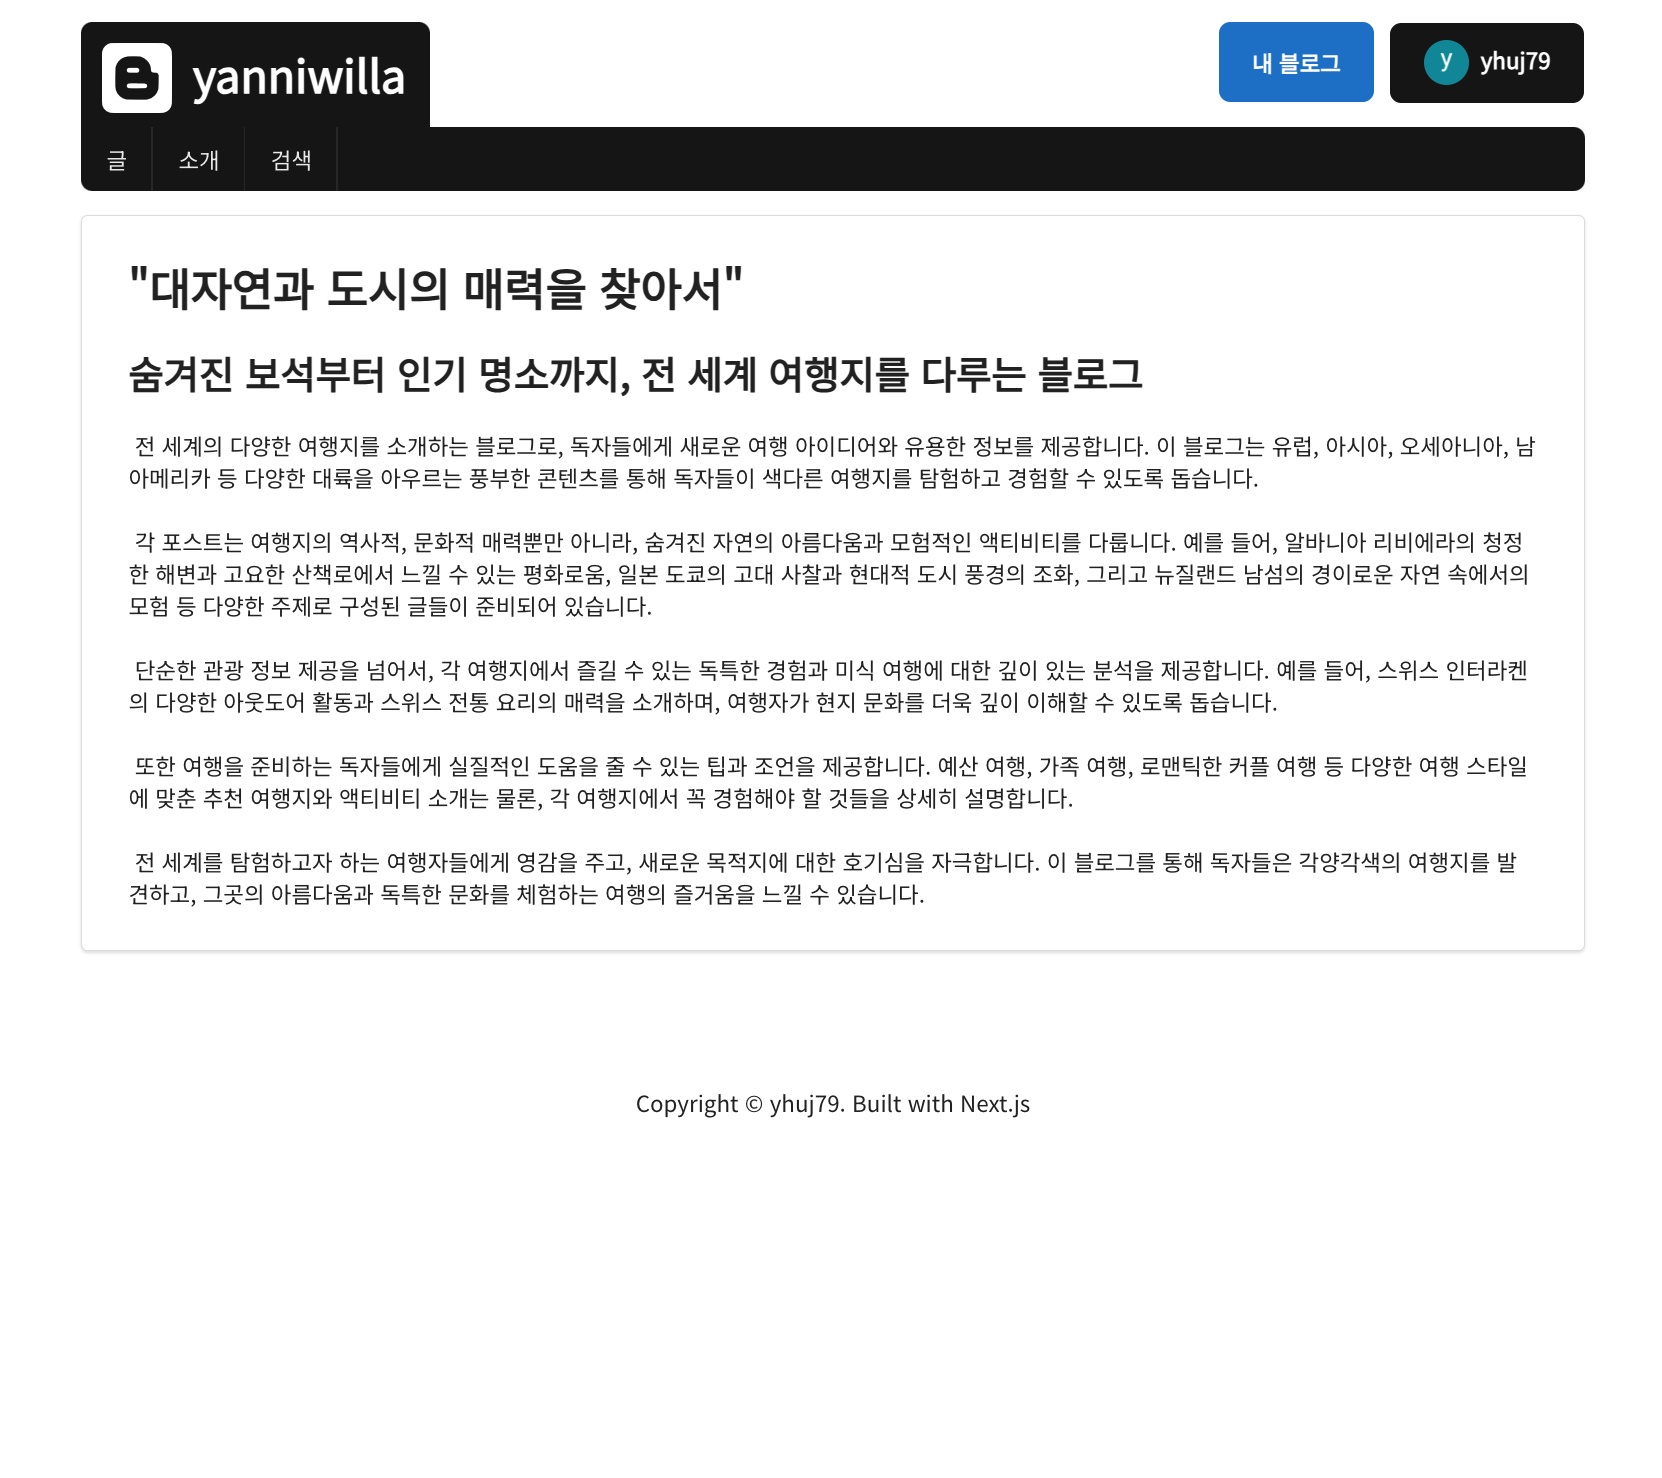 yanniwilla
내 블로그
y yhuj79
글 소개 검색
"대자연과 도시의 매력을 찾아서"
숨겨진 보석부터 인기 명소까지, 전 세계 여행지를 다루는 블로그
전 세계의 다양한 여행지를 소개하는 블로그로, 독자들에게 새로운 여행 아이디어와 유용한 정보를 제공합니다. 이 블로그는 유럽, 아시아, 오세아니아, 남
아메리카 등 다양한 대륙을 아우르는 풍부한 콘텐츠를 통해 독자들이 색다른 여행지를 탐험하고 경험할 수 있도록 돕습니다.
각 포스트는 여행지의 역사적, 문화적 매력뿐만 아니라, 숨겨진 자연의 아름다움과 모험적인 액티비티를 다룹니다. 예를 들어, 알바니아 리비에라의 청정
한 해변과 고요한 산책로에서 느낄 수 있는 평화로움, 일본 도쿄의 고대 사찰과 현대적 도시 풍경의 조화, 그리고 뉴질랜드 남섬의 경이로운 자연 속에서의
모험 등 다양한 주제로 구성된 글들이 준비되어 있습니다.
단순한 관광 정보 제공을 넘어서, 각 여행지에서 즐길 수 있는 독특한 경험과 미식 여행에 대한 깊이 있는 분석을 제공합니다. 예를 들어, 스위스 인터라켄
의 다양한 아웃도어 활동과 스위스 전통 요리의 매력을 소개하며, 여행자가 현지 문화를 더욱 깊이 이해할 수 있도록 돕습니다.
또한 여행을 준비하는 독자들에게 실질적인 도움을 줄 수 있는 팁과 조언을 제공합니다. 예산 여행, 가족 여행, 로맨틱한 커플 여행 등 다양한 여행 스타일
에 맞춘 추천 여행지와 액티비티 소개는 물론, 각 여행지에서 꼭 경험해야 할 것들을 상세히 설명합니다.
전 세계를 탐험하고자 하는 여행자들에게 영감을 주고, 새로운 목적지에 대한 호기심을 자극합니다. 이 블로그를 통해 독자들은 각양각색의 여행지를 발
견하고, 그곳의 아름다움과 독특한 문화를 체험하는 여행의 즐거움을 느낄 수 있습니다.
Copyright © yhuj79. Built with Next.js